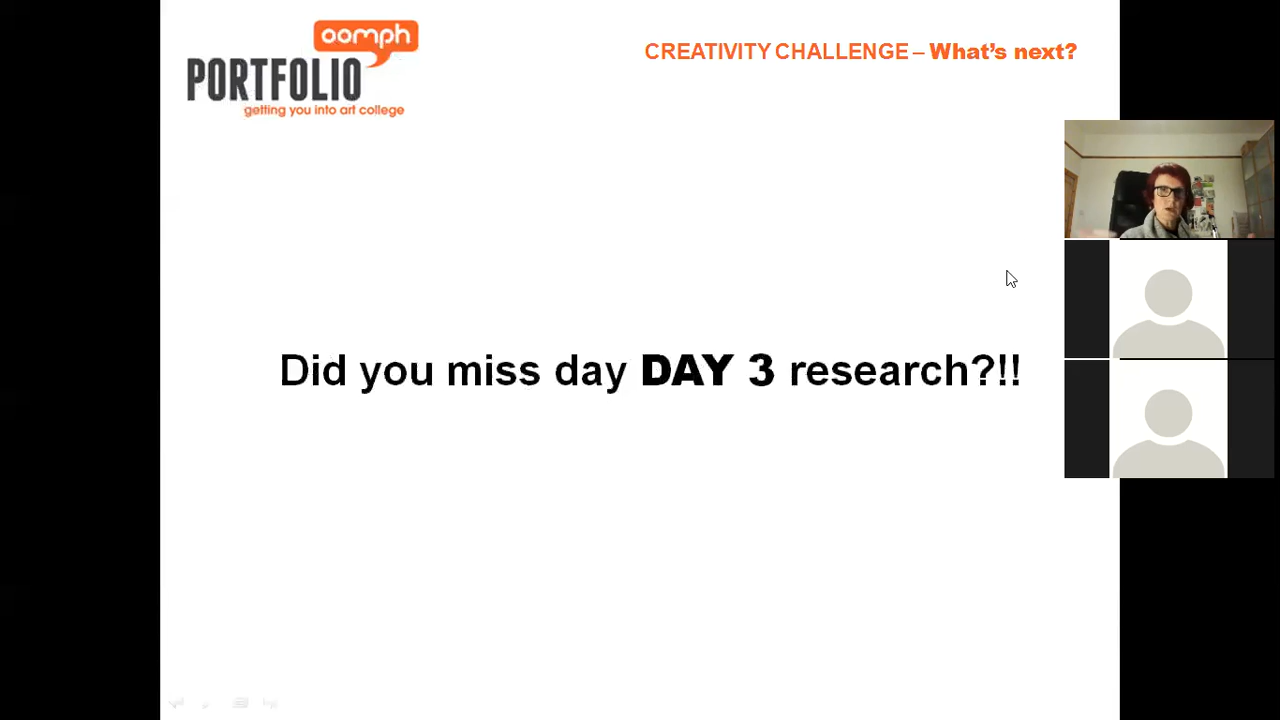 oomph
PORTFOLIO
getting you into art college
CREATIVITY CHALLENGE – What's next?
Did you miss day DAY 3 research?!!